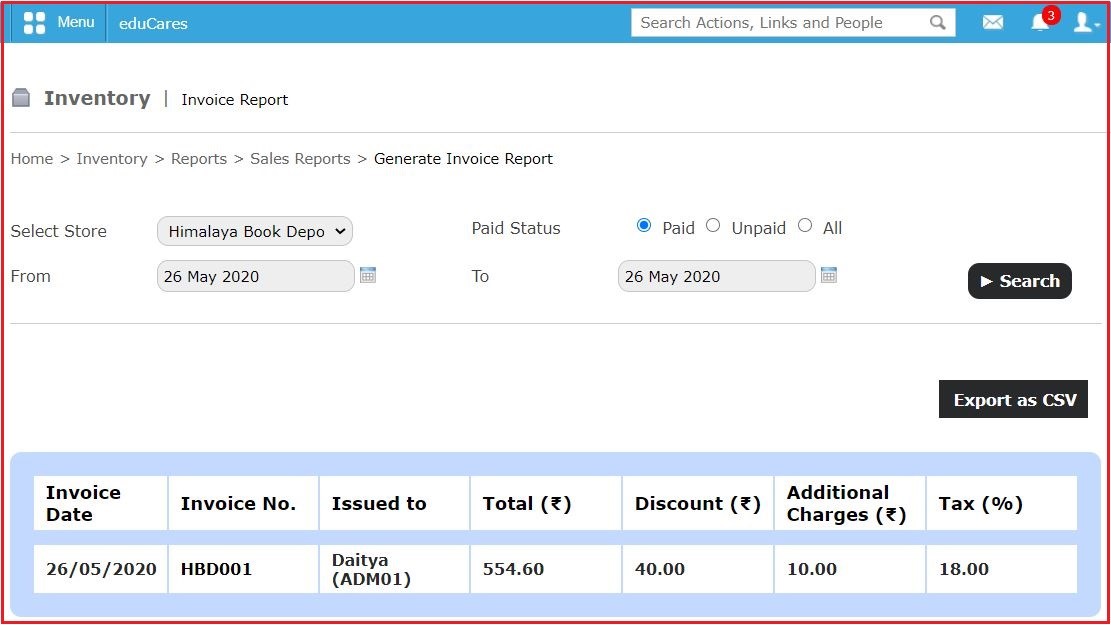 Menu eduCares Search Actions, Links and People 3
Inventory | Invoice Report
Home > Inventory > Reports > Sales Reports > Generate Invoice Report
Select Store Himalaya Book Depo Paid Status Paid Unpaid All
From 26 May 2020 To 26 May 2020 ► Search
Export as CSV
Invoice Date Invoice No. Issued to Total (₹) Discount (₹) Additional Charges (₹) Tax (%)
26/05/2020 HBD001 Daitya (ADM01) 554.60 40.00 10.00 18.00